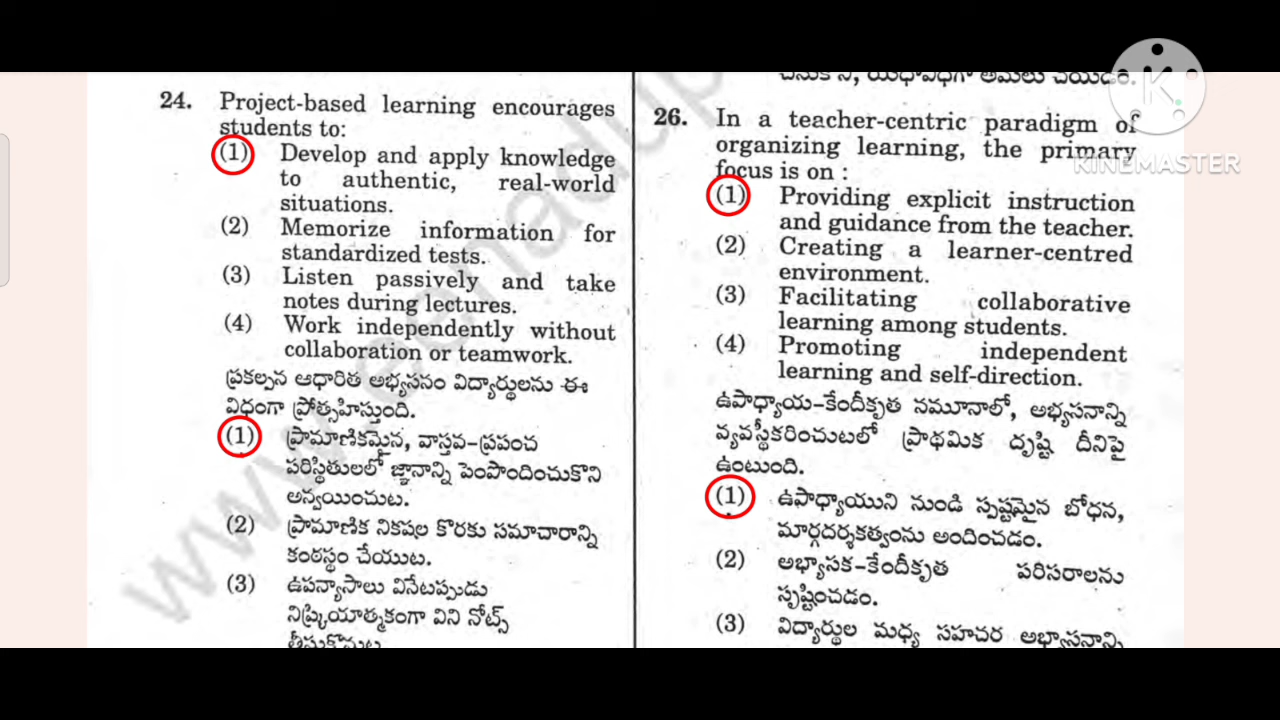 24. Project-based learning encourages
students to:
(1) Develop and apply knowledge
to authentic, real-world
situations.
(2) Memorize information for
standardized tests.
(3) Listen passively and take
notes during lectures.
(4) Work independently without
collaboration or teamwork.
ప్రకల్పన ఆధారిత అభ్యసనం విద్యార్థులను ఈ
విధంగా ప్రోత్సహిస్తుంది.
(1) ప్రామాణికమైన, వాస్తవ-ప్రపంచ
పరిస్థితులలో జ్ఞానాన్ని పెంపొందించుకొని
అన్వయించుట.
(2) ప్రామాణిక నికషల కొరకు సమాచారాన్ని
కంఠస్థం చేయుట.
(3) ఉపన్యాసాలు వినేటప్పుడు
నిష్క్రియాత్మకంగా విని నోట్స్
తీసుకొనుట
26. In a teacher-centric paradigm of
organizing learning, the primary
focus is on :
(1) Providing explicit instruction
and guidance from the teacher.
(2) Creating a learner-centred
environment.
(3) Facilitating collaborative
learning among students.
(4) Promoting independent
learning and self-direction.
ఉపాధ్యాయ-కేంద్రీకృత నమూనాలో, అభ్యసనాన్ని
వ్యవస్థీకరించుటలో ప్రాథమిక దృష్టి దీనిపై
ఉంటుంది.
(1) ఉపాధ్యాయుని నుండి స్పష్టమైన బోధన,
మార్గదర్శకత్వంను అందించడం.
(2) అభ్యాసక-కేంద్రీకృత పరిసరాలను
సృష్టించడం.
(3) విద్యార్థుల మధ్య సహచర అభ్యాసనాన్ని
KINEMASTER